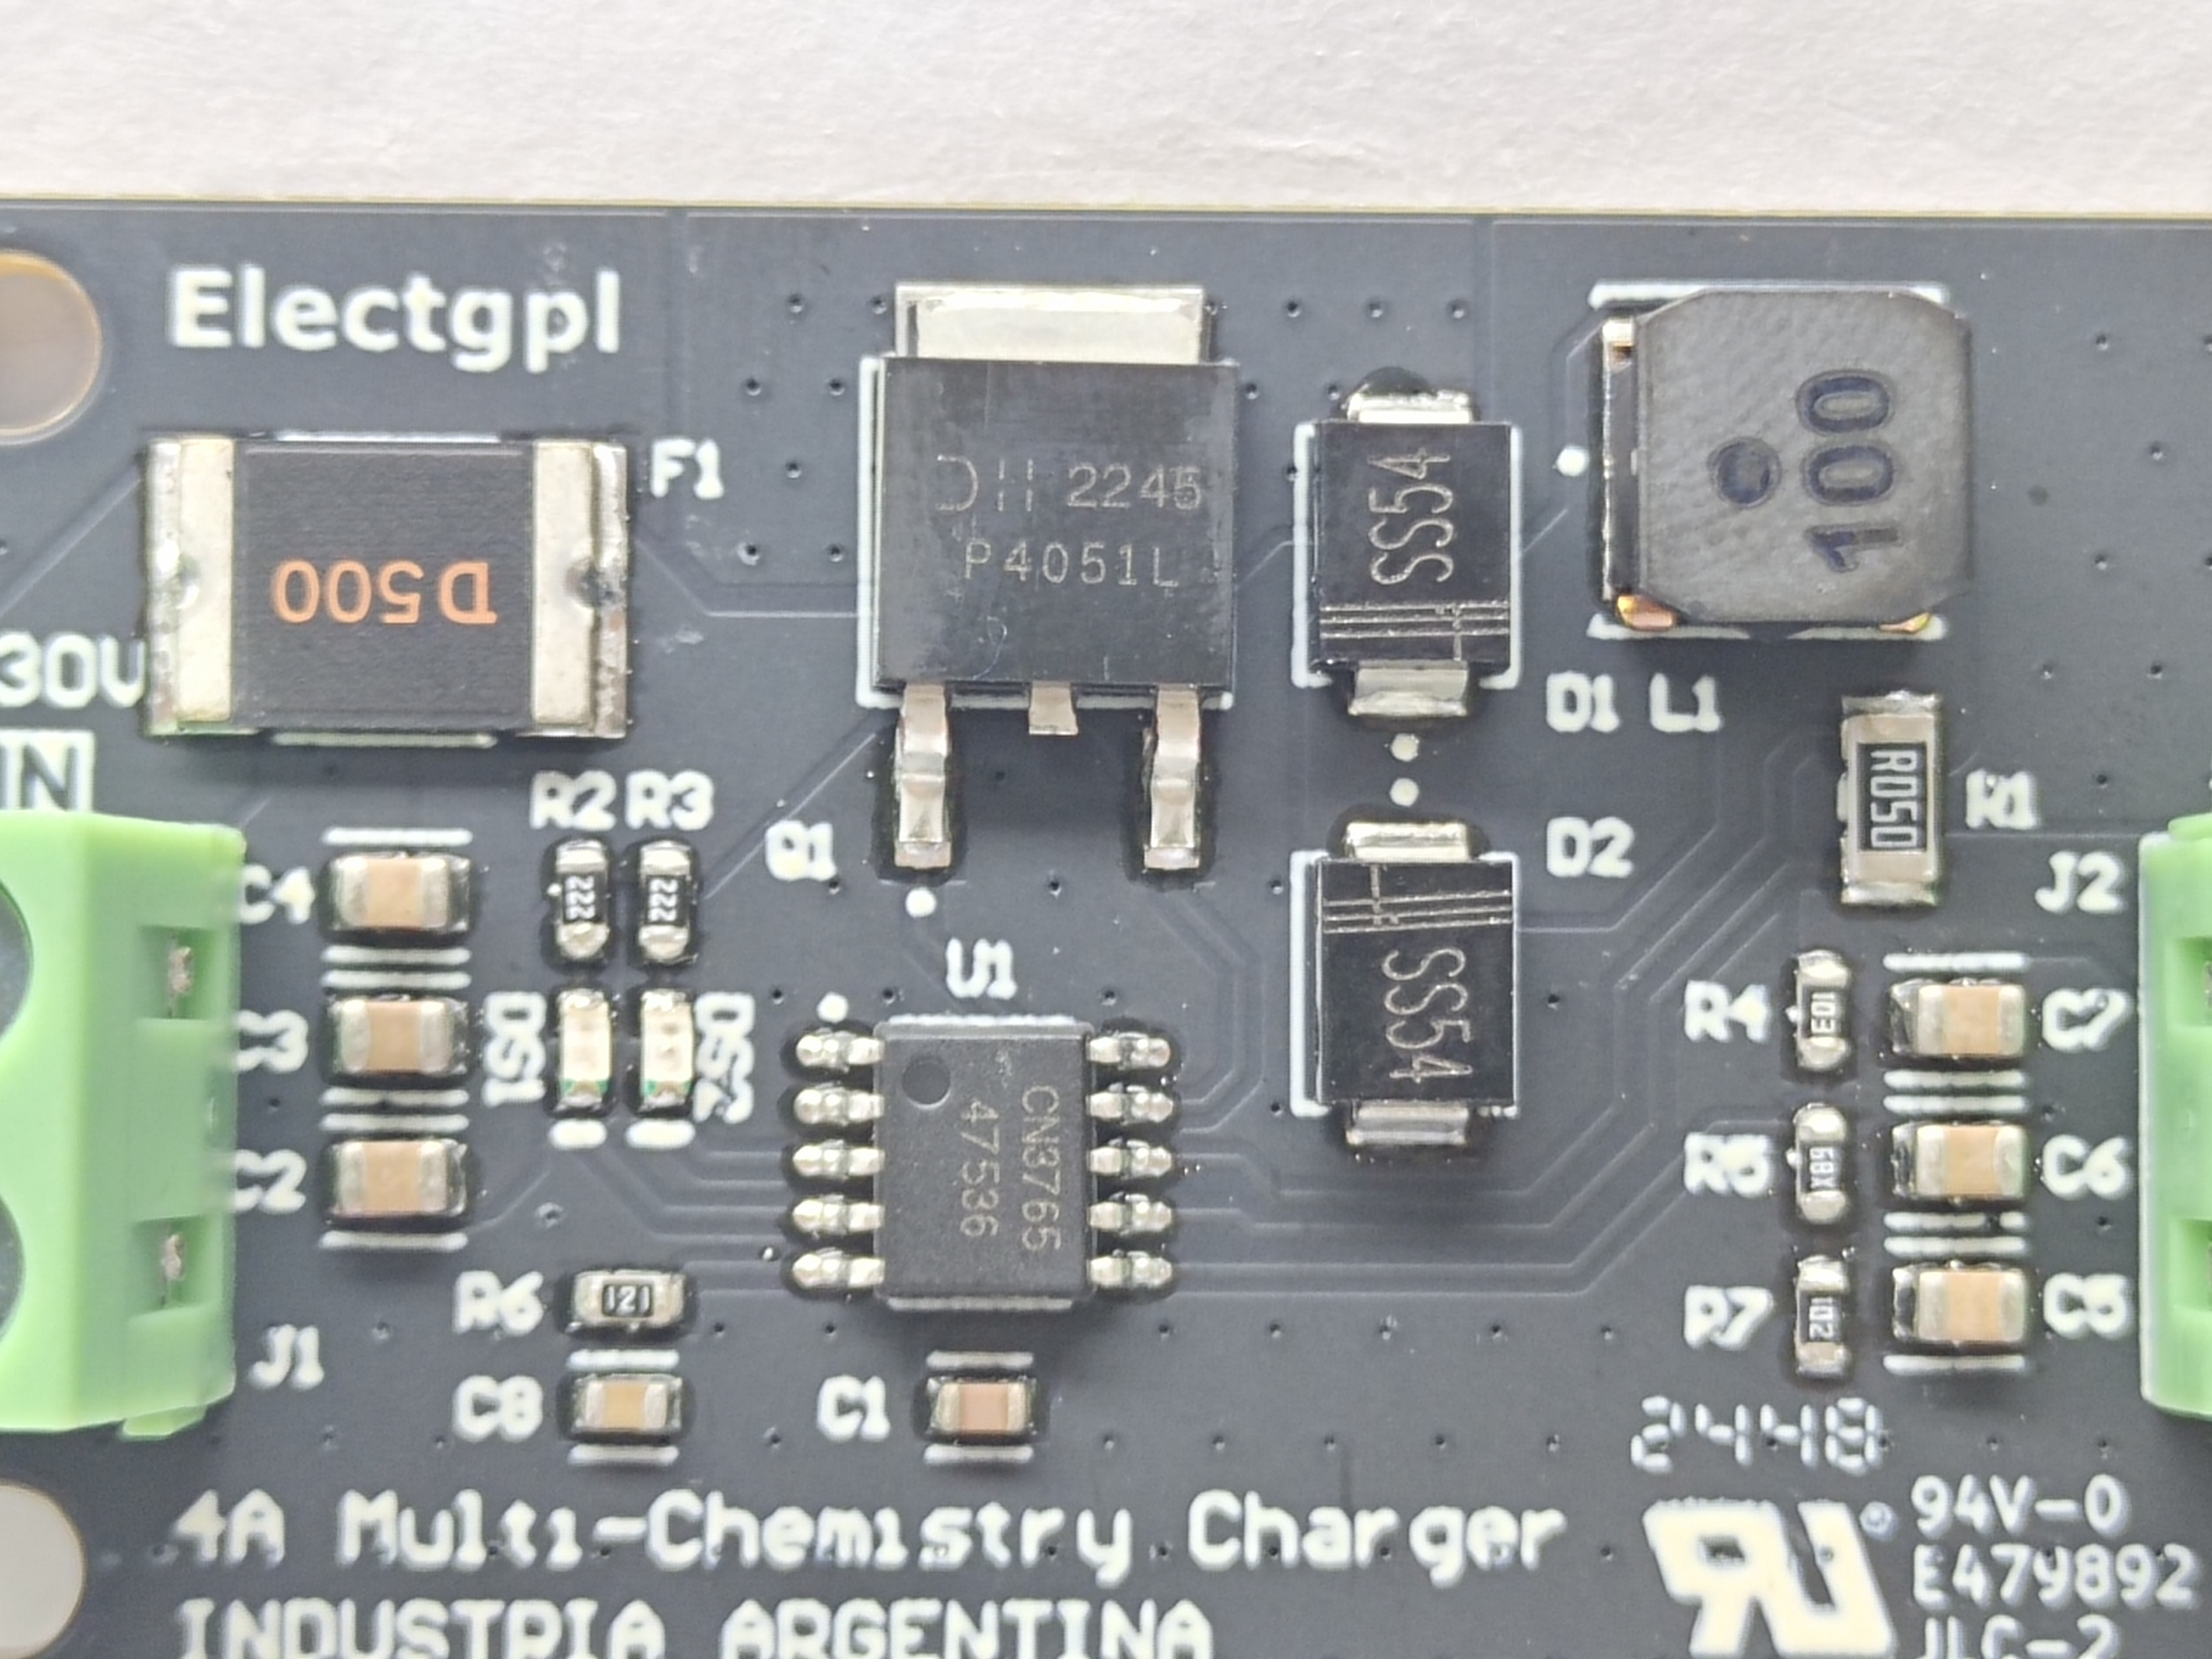 Electgpl
F1
D500
30V
IN
DH 2245
P4051L
SS54
100
D1 L1
R050
R1
R2 R3
Q1
D2
J2
C4
222
222
U1
SS54
C3
DS1
DS2
R4
103
C7
CN3765
47536
C2
R5
68X
C6
R6
121
R7
102
C5
J1
C8
C1
2448
4A Multi-Chemistry Charger
94V-0
E479892
INDUSTRIA ARGENTINA
JLC-2